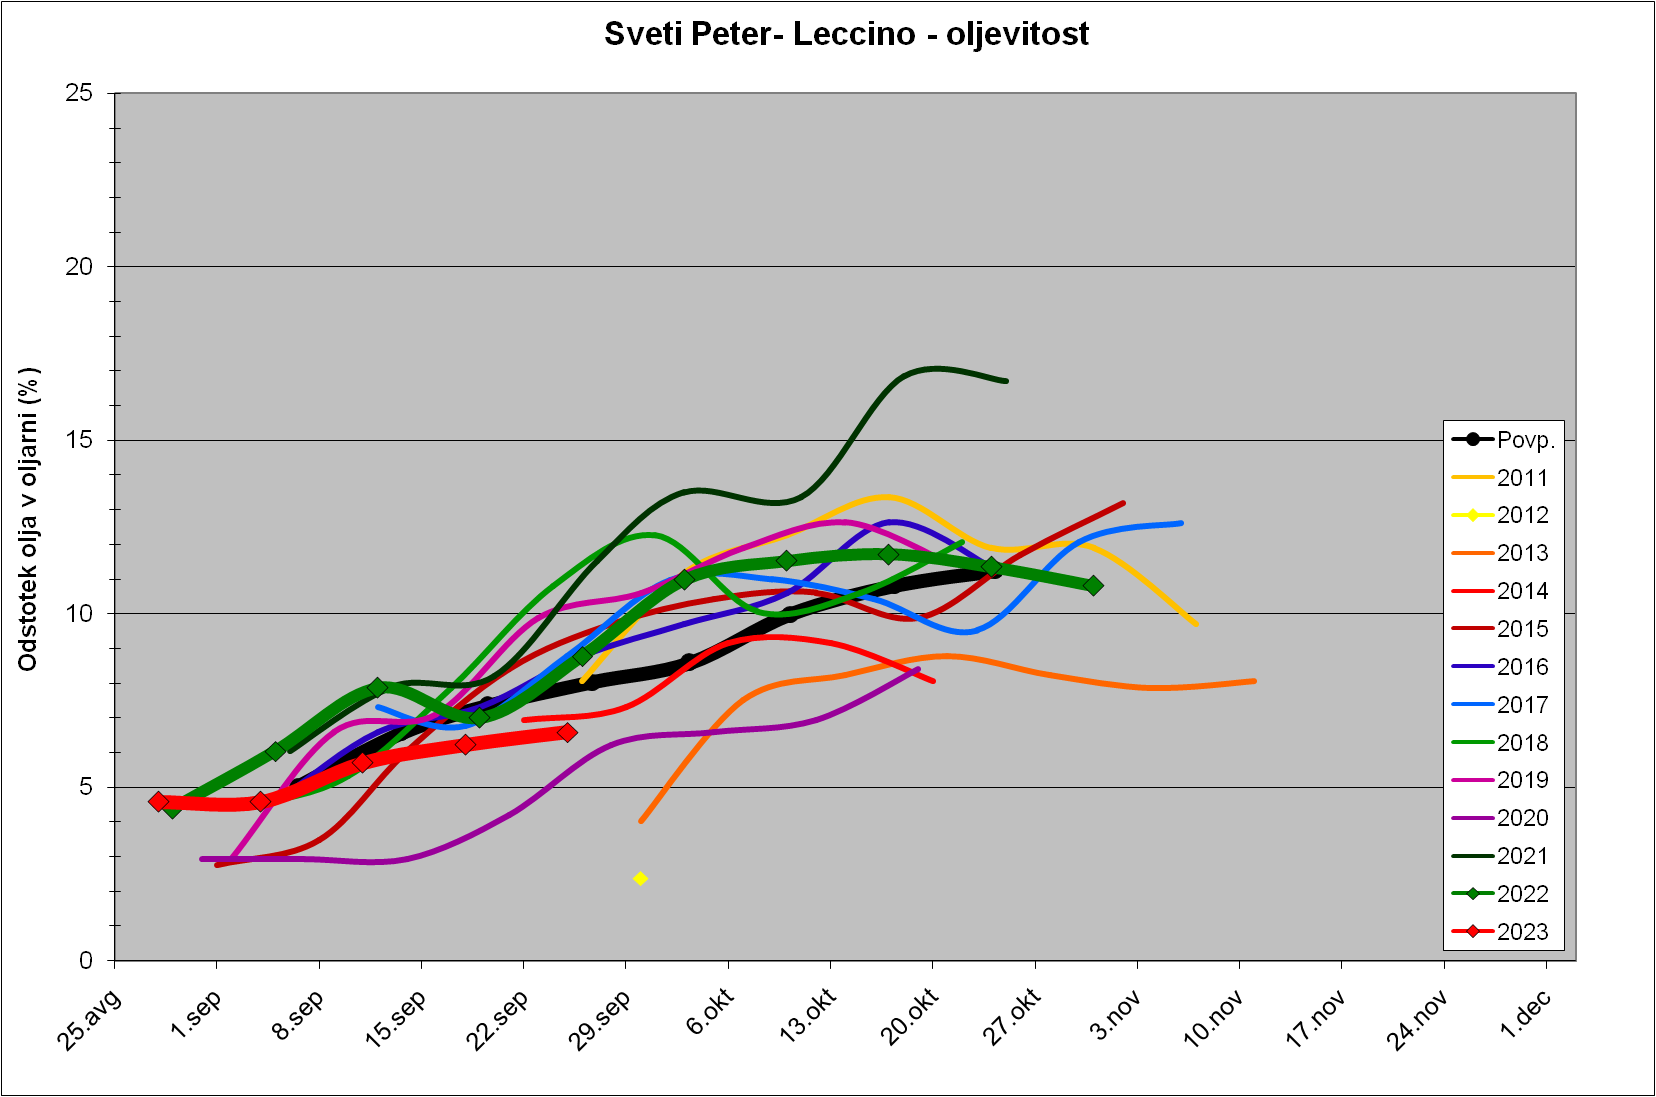 Sveti Peter- Leccino - oljevitost
Odstotek olja v oljarni (%)
25
20
15
10
5
0
25.avg
1.sep
8.sep
15.sep
22.sep
29.sep
6.okt
13.okt
20.okt
27.okt
3.nov
10.nov
17.nov
24.nov
1.dec
Povp.
2011
2012
2013
2014
2015
2016
2017
2018
2019
2020
2021
2022
2023